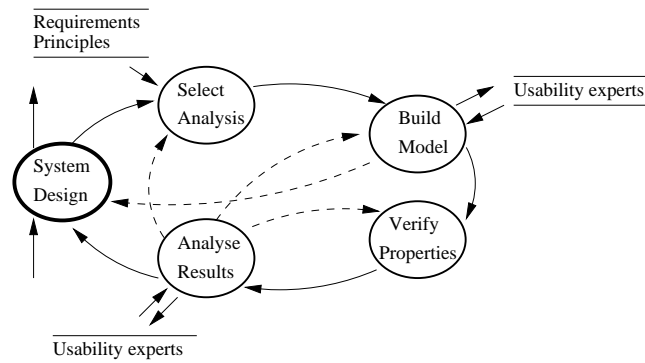 Requirements
Principles
Select
Analysis
Usability experts
Build
Model
System
Design
Verify
Properties
Analyse
Results
Usability experts